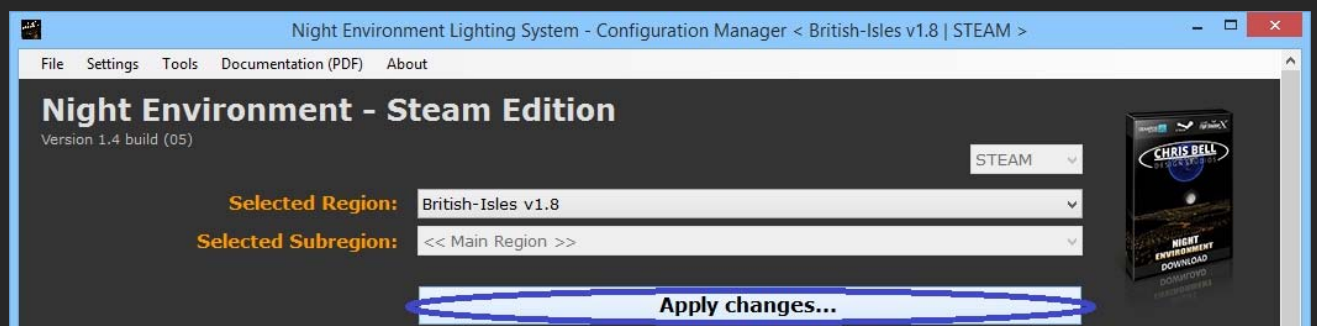 Night Environment Lighting System - Configuration Manager < British-Isles v1.8 | STEAM >
File Settings Tools Documentation (PDF) About
Night Environment - Steam Edition
Version 1.4 build (05)
STEAM
Selected Region: British-Isles v1.8
Selected Subregion: << Main Region >>
Apply changes...
CHRIS BELL
NIGHT
ENVIRONMENT
DOWNLOAD